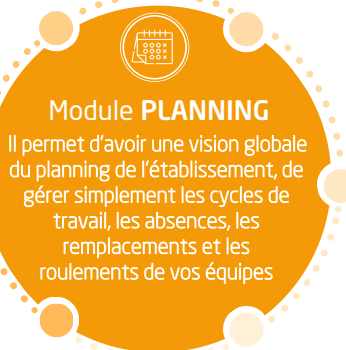 Module PLANNING
Il permet d'avoir une vision globale
du planning de l'établissement, de
gérer simplement les cycles de
travail, les absences, les
remplacements et les
roulements de vos équipes